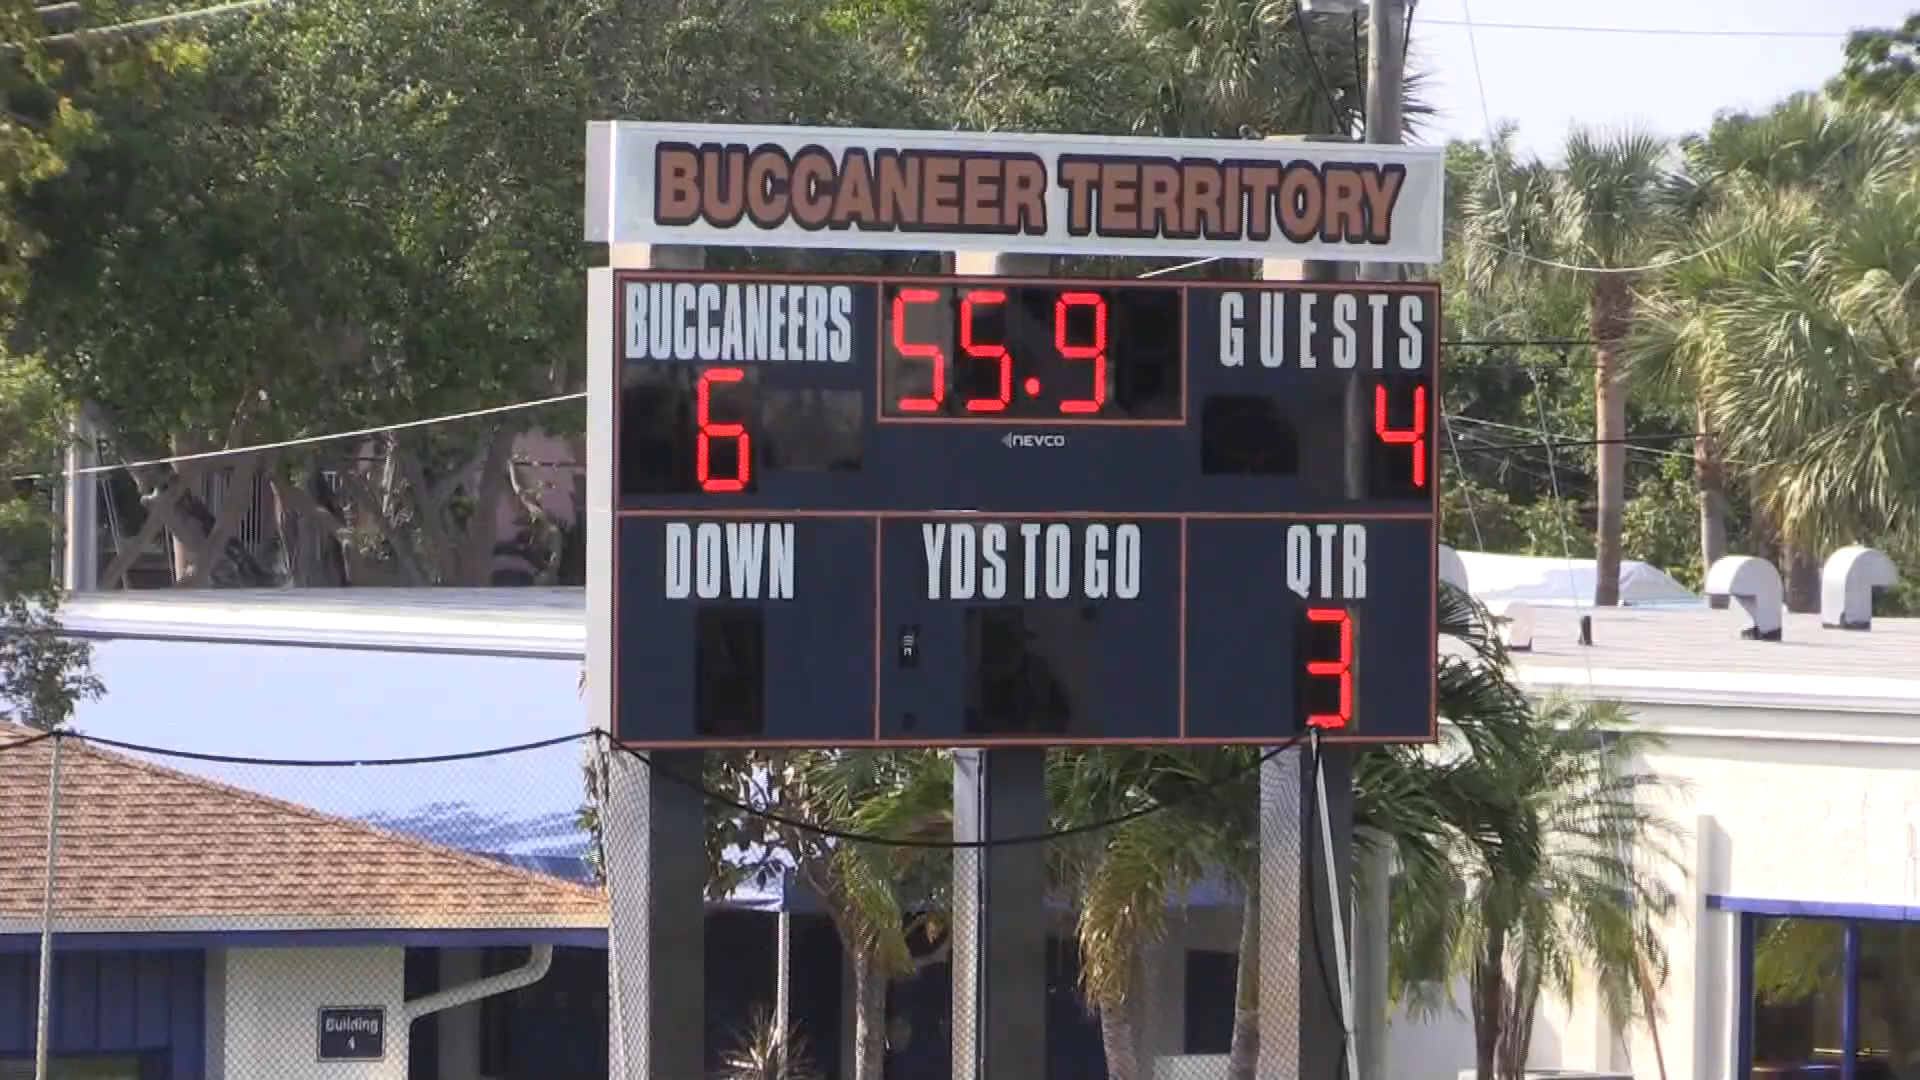 BUCCANEER TERRITORY
BUCCANEERS 55.9 GUESTS
6 4
NEVCO
DOWN YDS TO GO QTR
3
Building
4